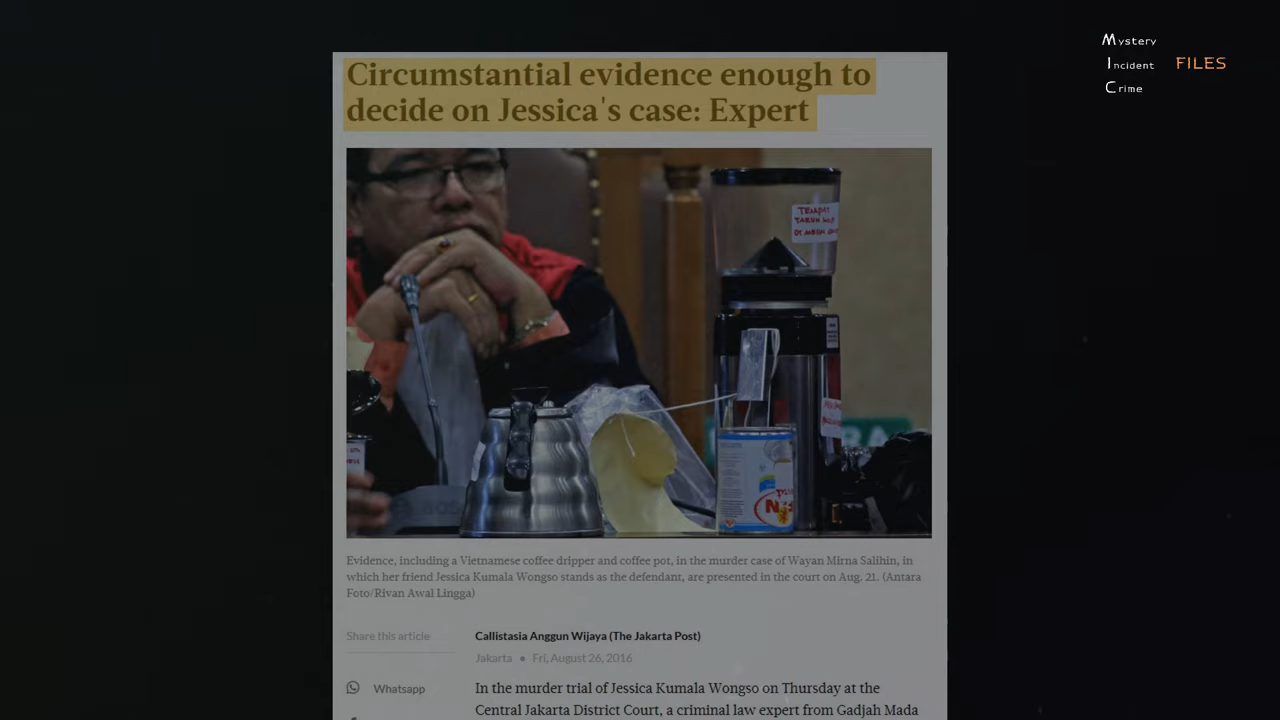 Mystery
Incident FILES
Crime
Circumstantial evidence enough to
decide on Jessica's case: Expert
TEMPAT
TARUH KOPI
Evidence, including a Vietnamese coffee dripper and coffee pot, in the murder case of Wayan Mirna Salihin, in
which her friend Jessica Kumala Wongso stands as the defendant, are presented in the court on Aug. 21. (Antara
Foto/Rivan Awal Lingga)
Share this article
Callistasia Anggun Wijaya (The Jakarta Post)
Jakarta • Fri, August 26, 2016
Whatsapp
In the murder trial of Jessica Kumala Wongso on Thursday at the
Central Jakarta District Court, a criminal law expert from Gadjah Mada